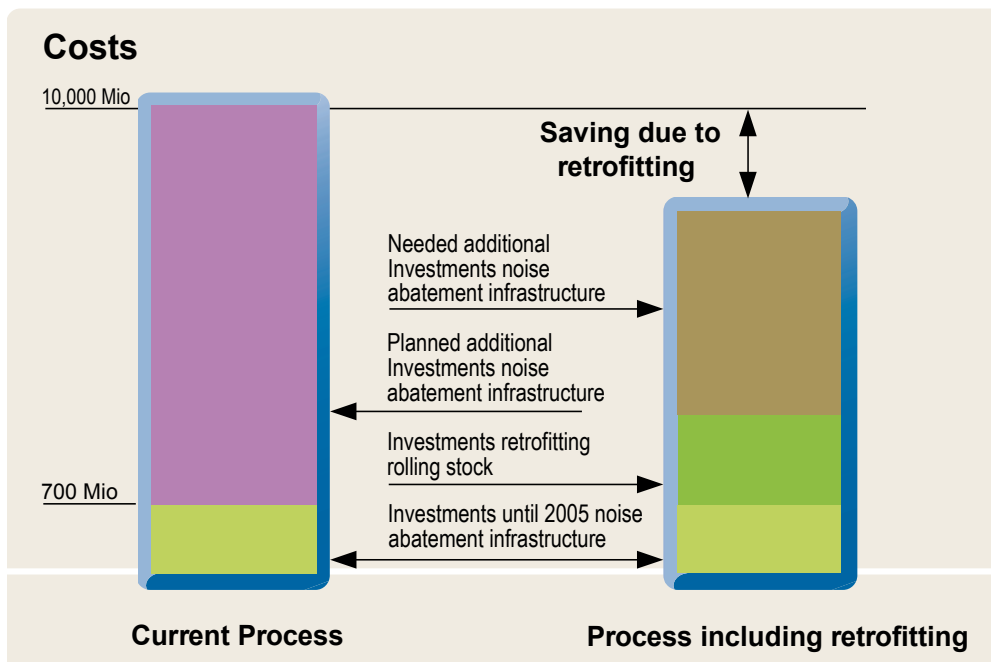 Costs
10,000 Mio
Saving due to
retrofitting
Needed additional
Investments noise
abatement infrastructure
Planned additional
Investments noise
abatement infrastructure
Investments retrofitting
rolling stock
700 Mio
Investments until 2005 noise
abatement infrastructure
Current Process
Process including retrofitting